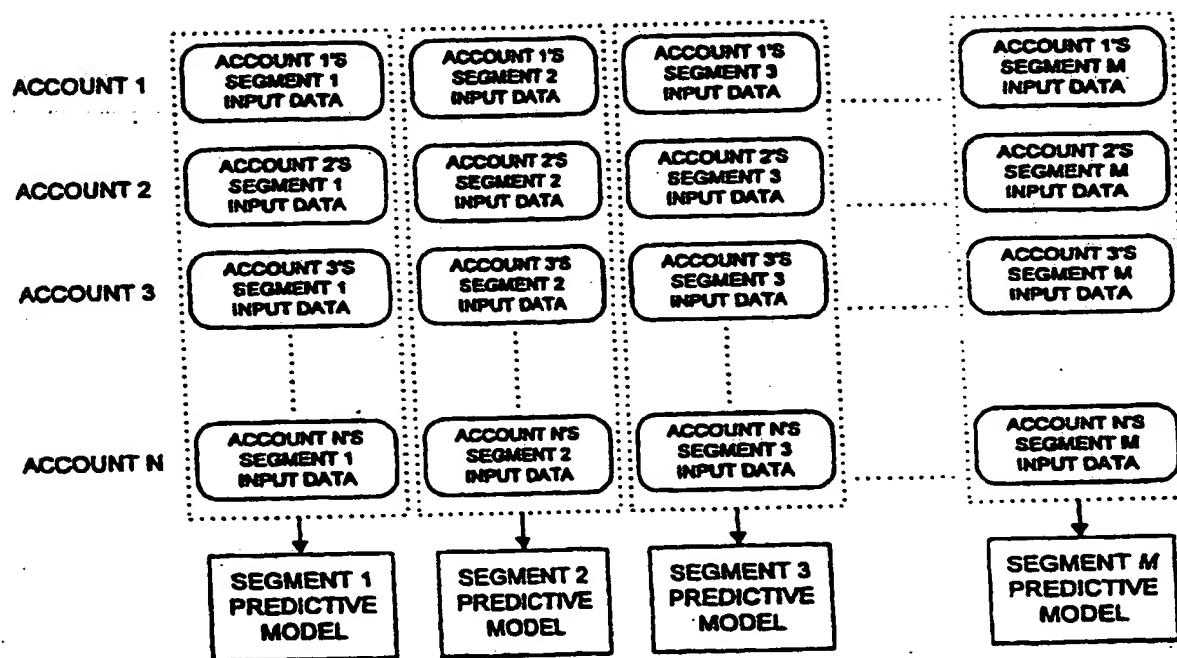 ACCOUNT 1
ACCOUNT 1'S
SEGMENT 1
INPUT DATA
ACCOUNT 1'S
SEGMENT 2
INPUT DATA
ACCOUNT 1'S
SEGMENT 3
INPUT DATA
ACCOUNT 1'S
SEGMENT M
INPUT DATA
ACCOUNT 2
ACCOUNT 2'S
SEGMENT 1
INPUT DATA
ACCOUNT 2'S
SEGMENT 2
INPUT DATA
ACCOUNT 2'S
SEGMENT 3
INPUT DATA
ACCOUNT 2'S
SEGMENT M
INPUT DATA
ACCOUNT 3
ACCOUNT 3'S
SEGMENT 1
INPUT DATA
ACCOUNT 3'S
SEGMENT 2
INPUT DATA
ACCOUNT 3'S
SEGMENT 3
INPUT DATA
ACCOUNT 3'S
SEGMENT M
INPUT DATA
ACCOUNT N
ACCOUNT N'S
SEGMENT 1
INPUT DATA
ACCOUNT N'S
SEGMENT 2
INPUT DATA
ACCOUNT N'S
SEGMENT 3
INPUT DATA
ACCOUNT N'S
SEGMENT M
INPUT DATA
SEGMENT 1
PREDICTIVE
MODEL
SEGMENT 2
PREDICTIVE
MODEL
SEGMENT 3
PREDICTIVE
MODEL
SEGMENT M
PREDICTIVE
MODEL